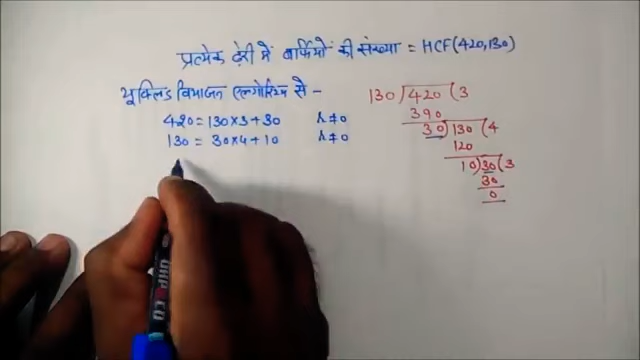 प्रत्येक ढ़ेरी में बार्फियों की संख्या = HCF(420,130)
यूक्लिड विभाजन एल्गोरिथ्म से -
420 = 130×3+30 r≠0
130 = 30×4+10 r≠0
130)420(3
390
30)130(4
120
10)30(3
30
0